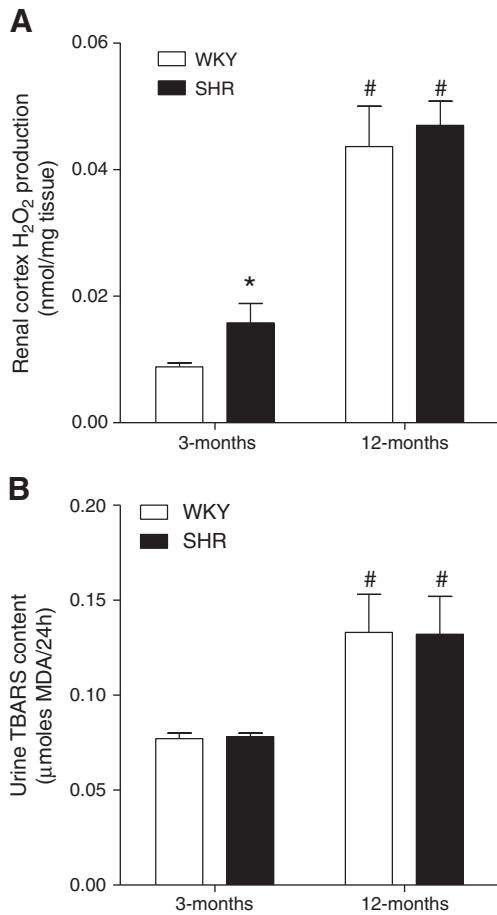 A
Renal cortex H₂O₂ production
(nmol/mg tissue)
0.06
0.04
0.02
0.00
WKY
SHR
*
#
#
3-months
12-months
B
Urine TBARS content
(μmoles MDA/24h)
0.20
0.15
0.10
0.05
0.00
WKY
SHR
#
#
3-months
12-months